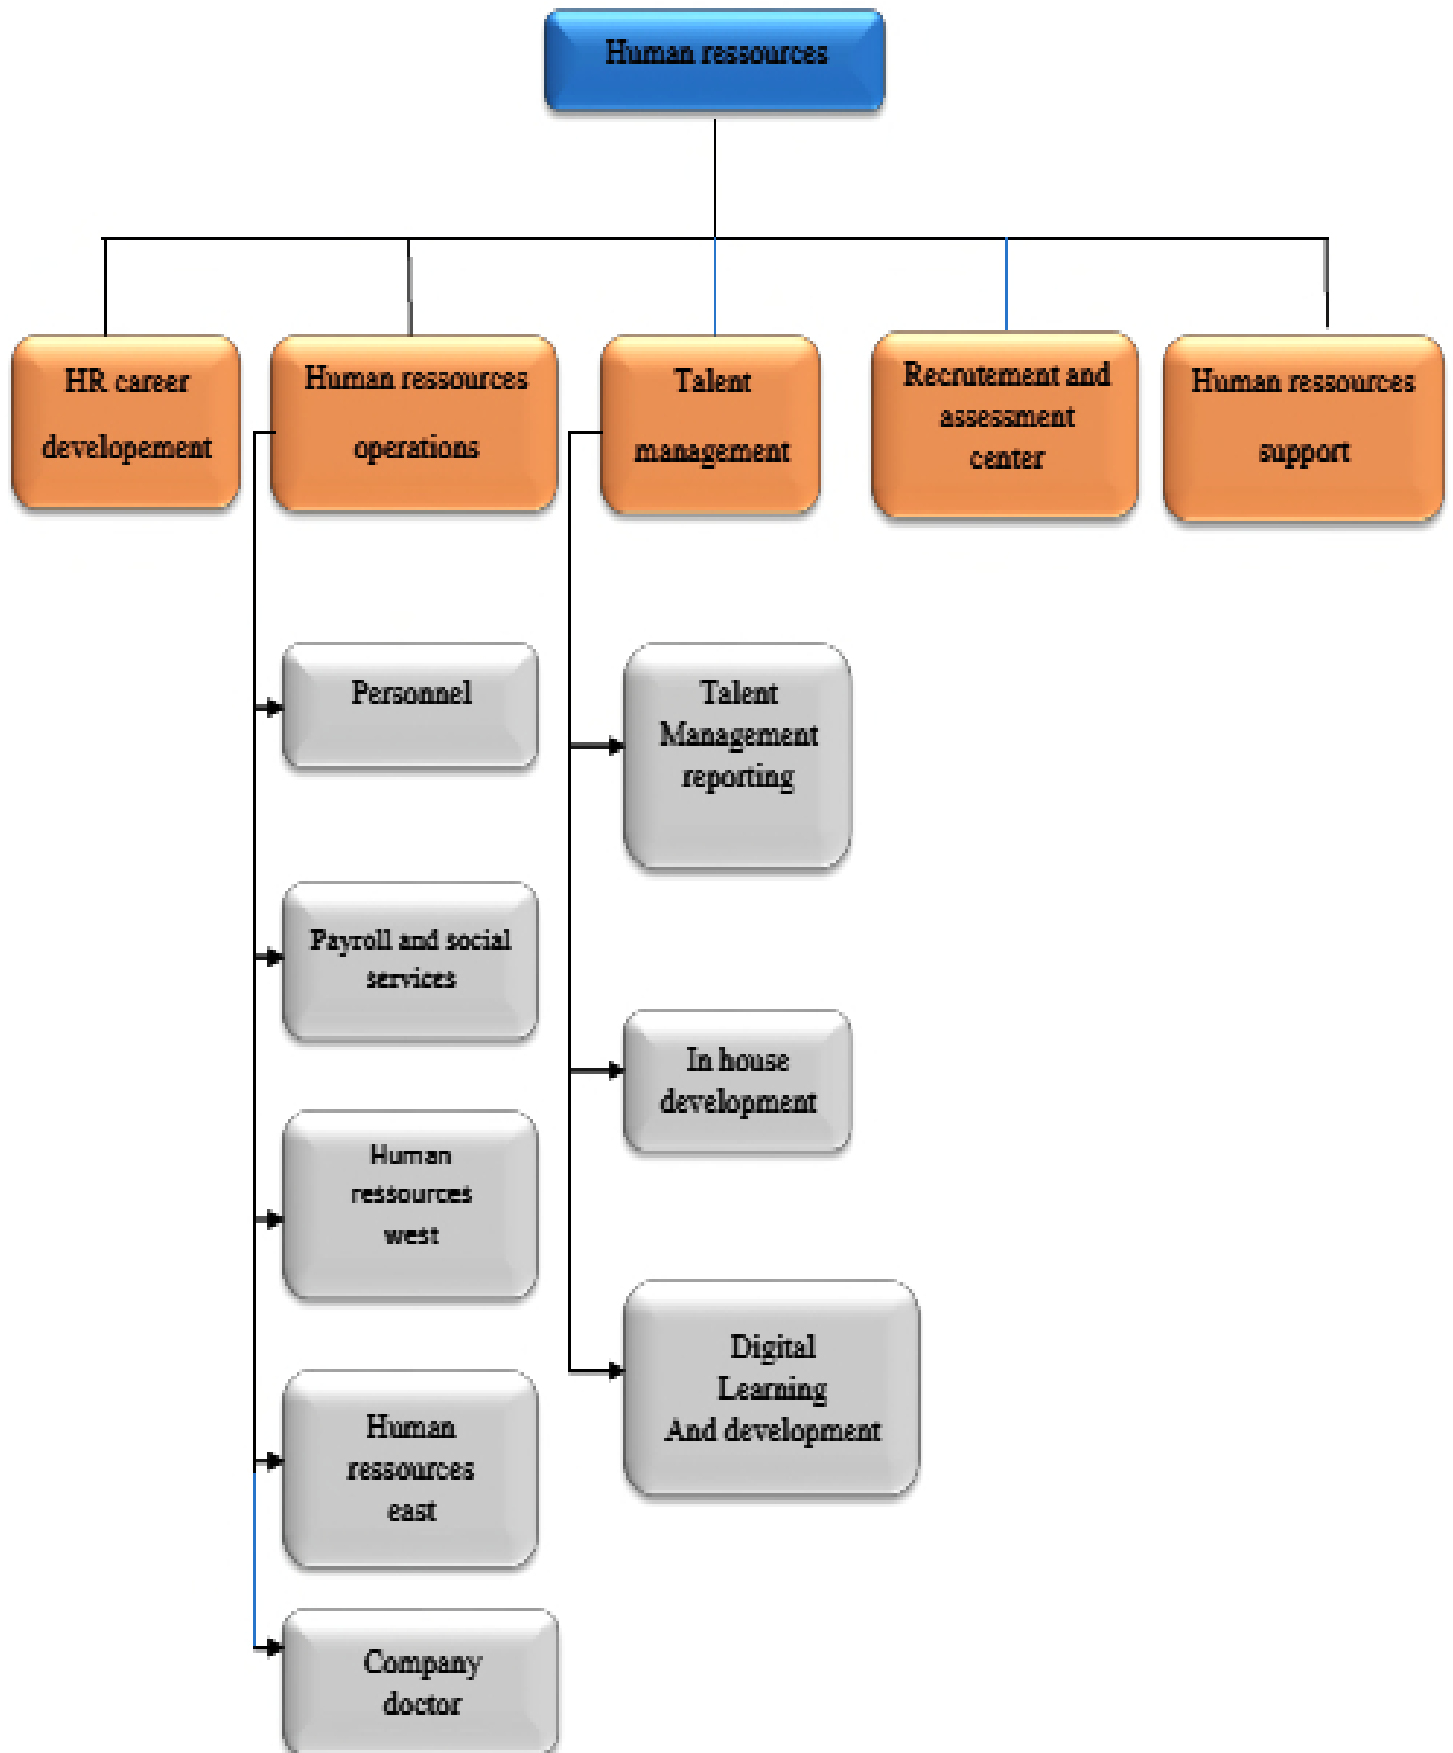 Human ressources
HR career
developement
Human ressources
operations
Talent
management
Recrutement and
assessment
center
Human ressources
support
Personnel
Payroll and social
services
Human
ressources
west
Human
ressources
east
Company
doctor
Talent
Management
reporting
In house
development
Digital
Learning
And development